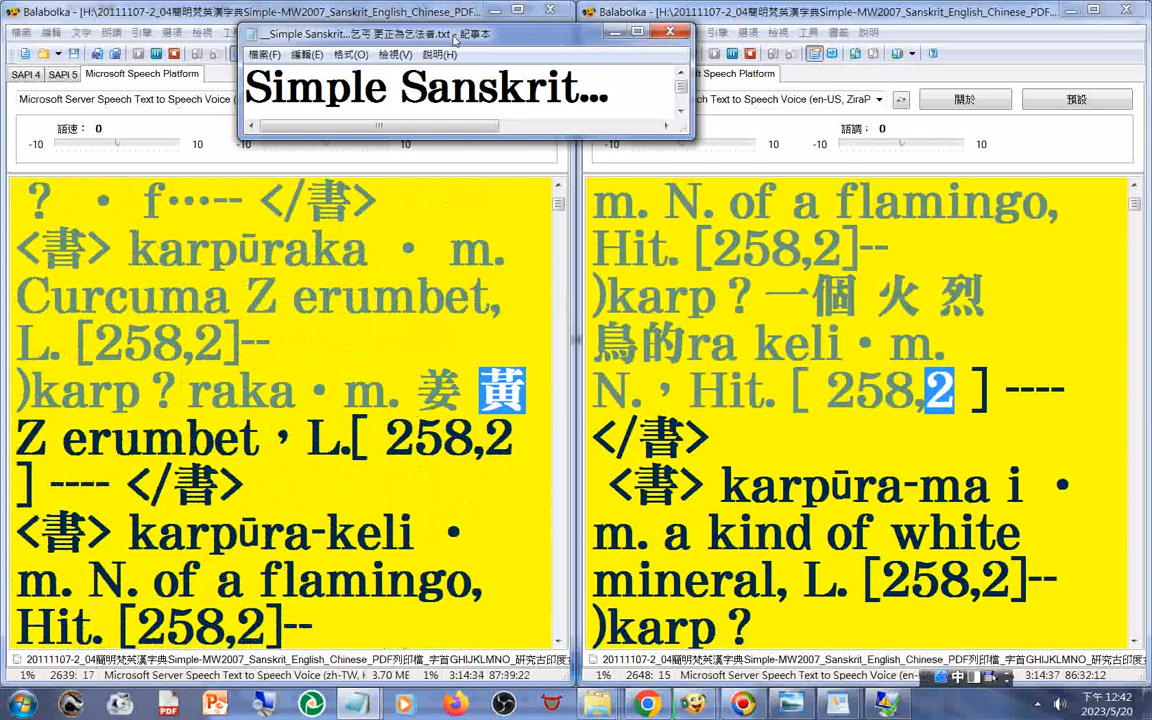 Balabolka - [H:\20111107-2_04簡明梵英漢字典Simple-MW2007_Sanskrit_English_Chinese_PDF...
SAPI 4 SAPI 5 Microsoft Speech Platform
Microsoft Server Speech Text to Speech Voice (
語速： 0
-10 10
? • f…-- </書>
<書> karpūraka • m.
Curcuma Z erumbet,
L. [258,2]--
)karp？raka・m. 姜 黃
Z erumbet，L.[ 258,2
] ---- </書>
<書> karpūra-keli •
m. N. of a flamingo,
Hit. [258,2]--
20111107-2_04簡明梵英漢字典Simple-MW2007_Sanskrit_English_Chinese_PDF列印檔_字首GHIJKLMNO_研究古印度
1% 2639: 17 Microsoft Server Speech Text to Speech Voice (zh-TW, H 3.70 ME 1% 3:14:34 87:39:22
__Simple Sanskrit...乞丐 更正為乞法者.txt - 記事本
檔案(F) 編輯(E) 格式(O) 檢視(V) 說明(H)
Simple Sanskrit...
Balabolka - [H:\20111107-2_04簡明梵英漢字典Simple-MW2007_Sanskrit_English_Chinese_PDF...
引擎(U) 檢視 工具 說明
t Speech Platform
ch Text to Speech Voice (en-US, ZiraP
關於 預設
語調： 0
-10 10
m. N. of a flamingo,
Hit. [258,2]--
)karp？一個 火 烈
鳥的ra keli・m.
N.，Hit. [ 258,2 ] ----
</書>
<書> karpūra-ma i •
m. a kind of white
mineral, L. [258,2]--
)karp？
20111107-2_04簡明梵英漢字典Simple-MW2007_Sanskrit_English_Chinese_PDF列印檔_字首GHIJKLMNO_研究古印度
1% 2648: 15 Microsoft Server Speech Text to Speech Voice 1% 3:14:37 86:32:12
中
下午 12:42
2023/5/20